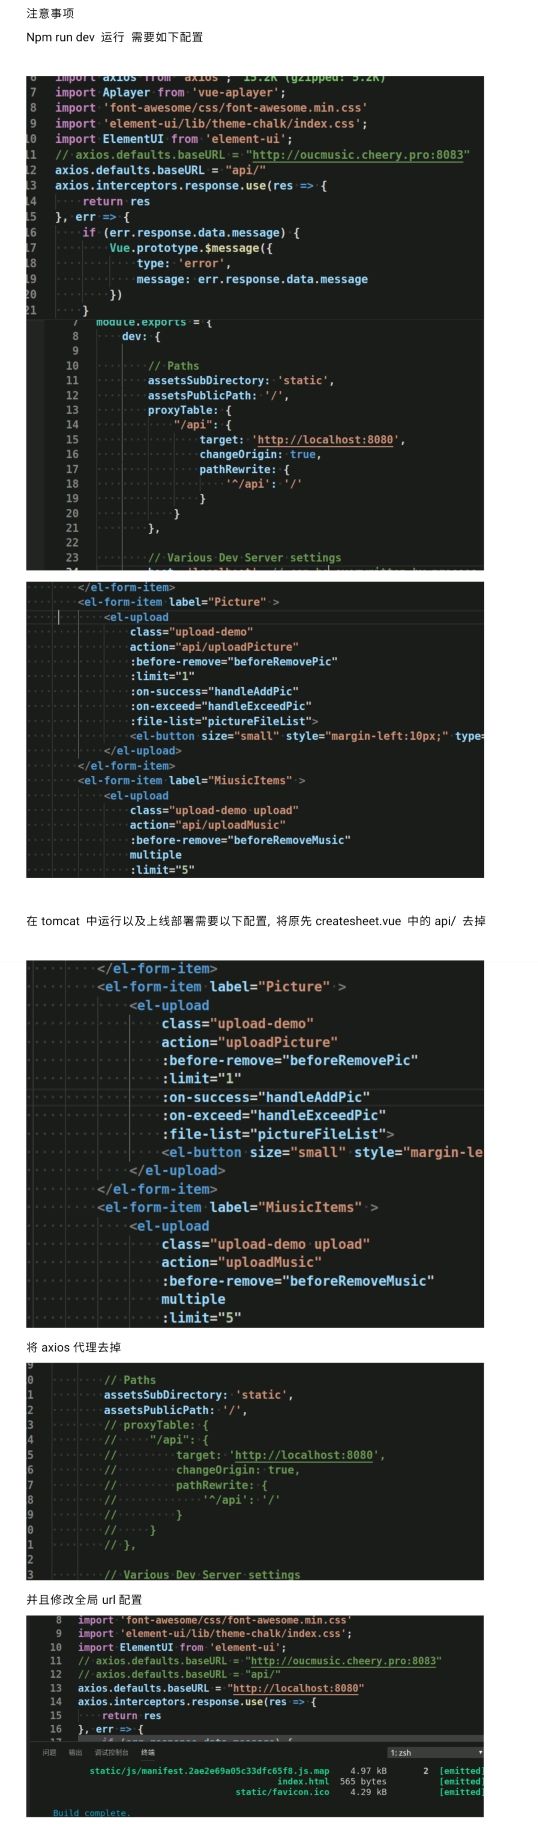 注意事项
Npm run dev 运行 需要如下配置
6 import axios from 'axios'; 15.2K (gzipped: 5.2K)
7 import Aplayer from 'vue-aplayer';
8 import 'font-awesome/css/font-awesome.min.css'
9 import 'element-ui/lib/theme-chalk/index.css';
10 import ElementUI from 'element-ui';
11 // axios.defaults.baseURL = "http://oucmusic.cheery.pro:8083"
12 axios.defaults.baseURL = "api/"
13 axios.interceptors.response.use(res => {
14 return res
15 }, err => {
16 if (err.response.data.message) {
17 Vue.prototype.$message({
18 type: 'error',
19 message: err.response.data.message
20 })
21 }
7 module.exports = {
8 dev: {
9
10 // Paths
11 assetsSubDirectory: 'static',
12 assetsPublicPath: '/',
13 proxyTable: {
14 "/api": {
15 target: 'http://localhost:8080',
16 changeOrigin: true,
17 pathRewrite: {
18 '^/api': '/'
19 }
20 }
21 },
22
23 // Various Dev Server settings
</el-form-item>
<el-form-item label="Picture" >
<el-upload
class="upload-demo"
action="api/uploadPicture"
:before-remove="beforeRemovePic"
:limit="1"
:on-success="handleAddPic"
:on-exceed="handleExceedPic"
:file-list="pictureFileList">
<el-button size="small" style="margin-left:10px;" type=
</el-upload>
</el-form-item>
<el-form-item label="MiusicItems" >
<el-upload
class="upload-demo upload"
action="api/uploadMusic"
:before-remove="beforeRemoveMusic"
multiple
:limit="5"
在 tomcat 中运行以及上线部署需要以下配置, 将原先 createsheet.vue 中的 api/ 去掉
</el-form-item>
<el-form-item label="Picture" >
<el-upload
class="upload-demo"
action="uploadPicture"
:before-remove="beforeRemovePic"
:limit="1"
:on-success="handleAddPic"
:on-exceed="handleExceedPic"
:file-list="pictureFileList">
<el-button size="small" style="margin-le
</el-upload>
</el-form-item>
<el-form-item label="MiusicItems" >
<el-upload
class="upload-demo upload"
action="uploadMusic"
:before-remove="beforeRemoveMusic"
multiple
:limit="5"
将 axios 代理去掉
9
0 // Paths
1 assetsSubDirectory: 'static',
2 assetsPublicPath: '/',
3 // proxyTable: {
4 // "/api": {
5 // target: 'http://localhost:8080',
6 // changeOrigin: true,
7 // pathRewrite: {
8 // '^/api': '/'
9 // }
0 // }
1 // },
2
3 // Various Dev Server settings
并且修改全局 url 配置
8 import 'font-awesome/css/font-awesome.min.css'
9 import 'element-ui/lib/theme-chalk/index.css';
10 import ElementUI from 'element-ui';
11 // axios.defaults.baseURL = "http://oucmusic.cheery.pro:8083"
12 // axios.defaults.baseURL = "api/"
13 axios.defaults.baseURL = "http://localhost:8080"
14 axios.interceptors.response.use(res => {
15 return res
16 }, err => {
问题 输出 调试控制台 终端 1: zsh
static/js/manifest.2ae2e69a05c33dfc65f8.js.map 4.97 kB 2 [emitted]
index.html 565 bytes [emitted]
static/favicon.ico 4.29 kB [emitted]
Build complete.